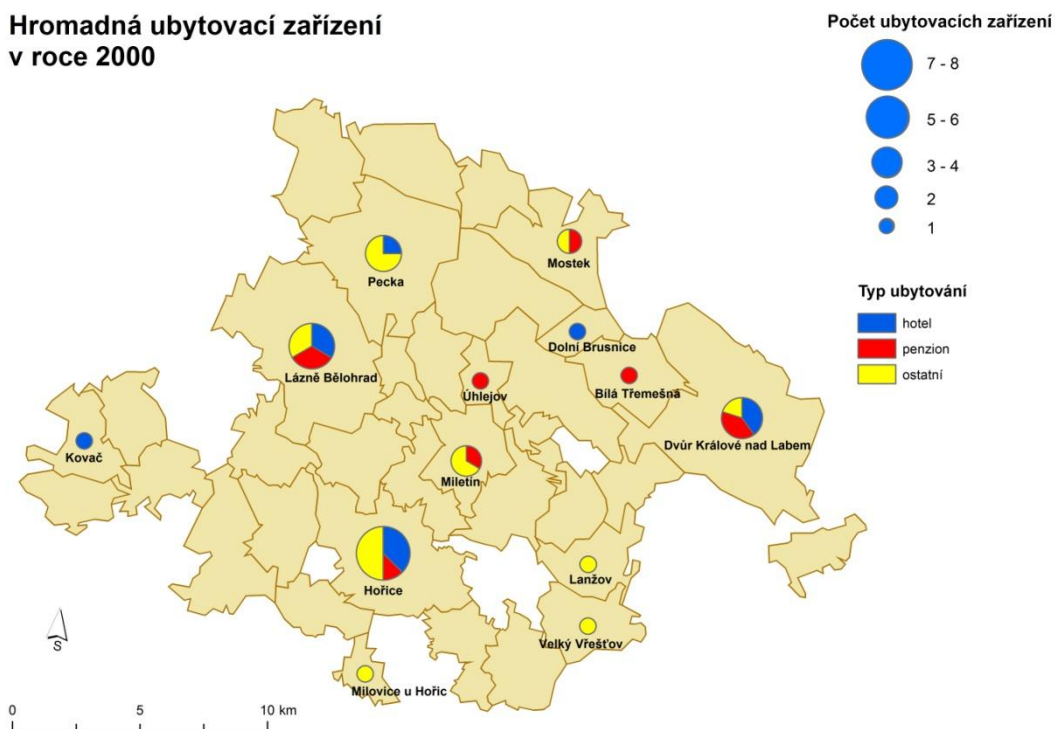 Hromadná ubytovací zařízení
v roce 2000
Počet ubytovacích zařízení
7 - 8
5 - 6
3 - 4
2
1
Typ ubytování
hotel
penzion
ostatní
Mostek
Pecka
Dolní Brusnice
Lázně Bělohrad
Úhlejov
Bílá Třemešná
Dvůr Králové nad Labem
Kovač
Miletín
Lanžov
Hořice
Velký Vřešťov
Milovice u Hořic
S
0 5 10 km